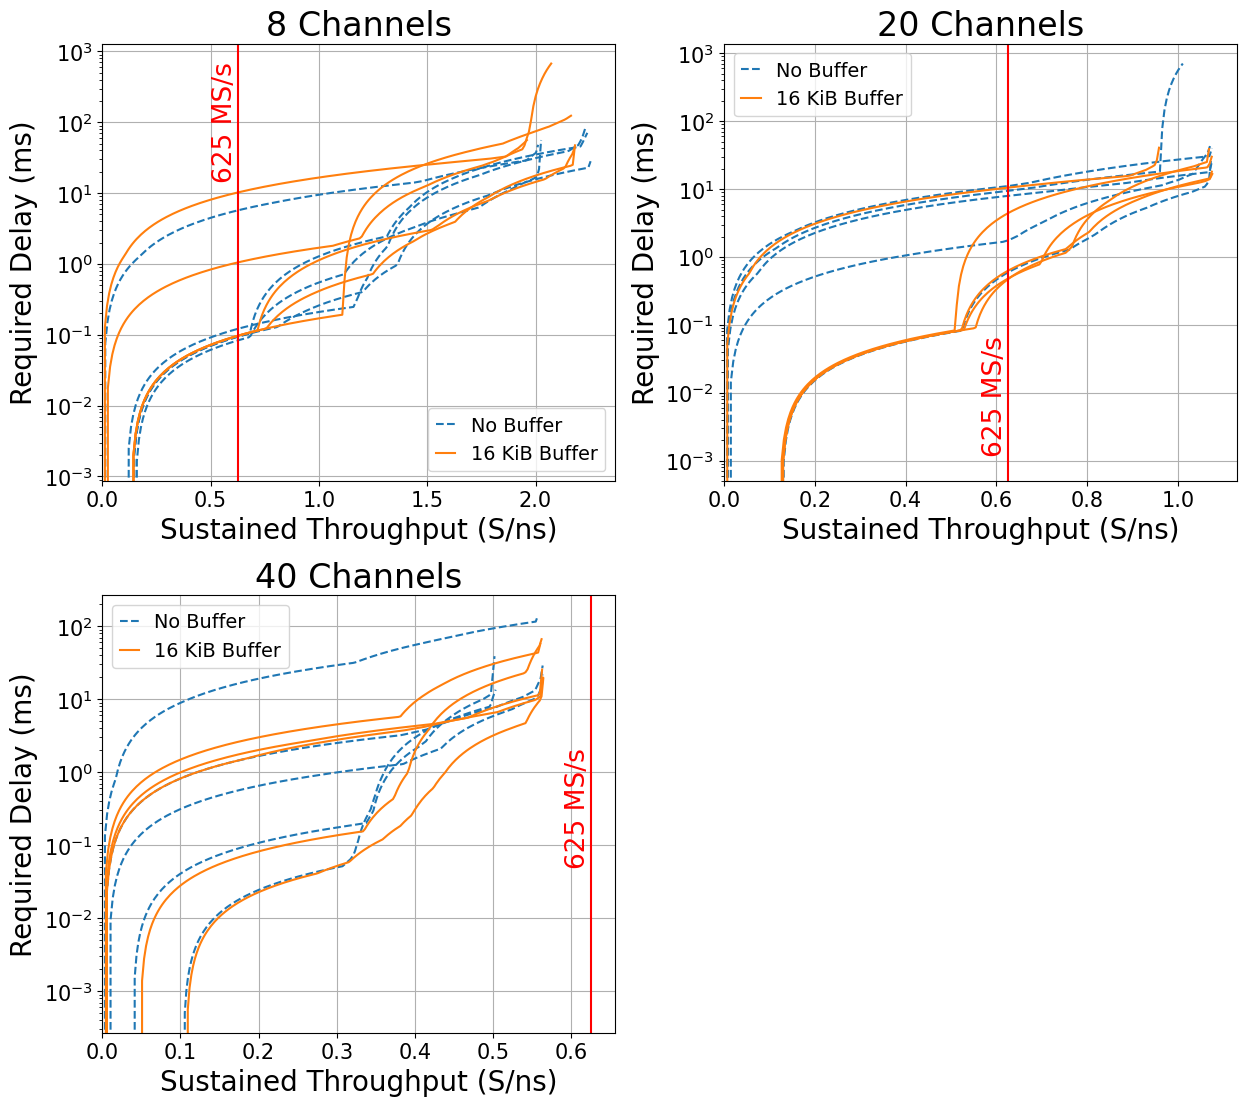 8 Channels
10³
10²
10¹
10⁰
10⁻¹
10⁻²
10⁻³
Required Delay (ms)
625 MS/s
No Buffer
16 KiB Buffer
0.0 0.5 1.0 1.5 2.0
Sustained Throughput (S/ns)
20 Channels
10³
10²
10¹
10⁰
10⁻¹
10⁻²
10⁻³
Required Delay (ms)
No Buffer
16 KiB Buffer
625 MS/s
0.0 0.2 0.4 0.6 0.8 1.0
Sustained Throughput (S/ns)
40 Channels
10²
10¹
10⁰
10⁻¹
10⁻²
10⁻³
Required Delay (ms)
No Buffer
16 KiB Buffer
625 MS/s
0.0 0.1 0.2 0.3 0.4 0.5 0.6
Sustained Throughput (S/ns)